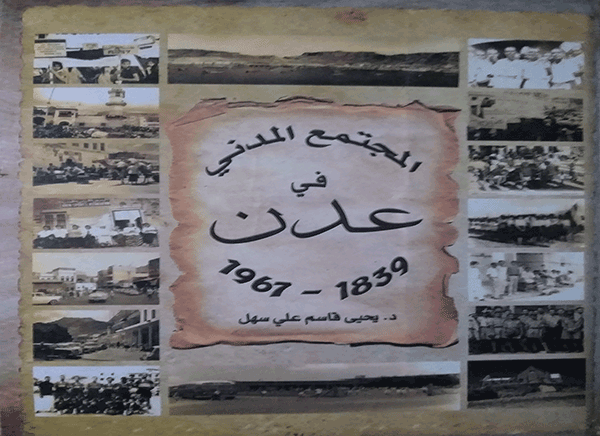 المجتمع المدني
في
عدن
1967 - 1839
د. يحيى قاسم علي سهل